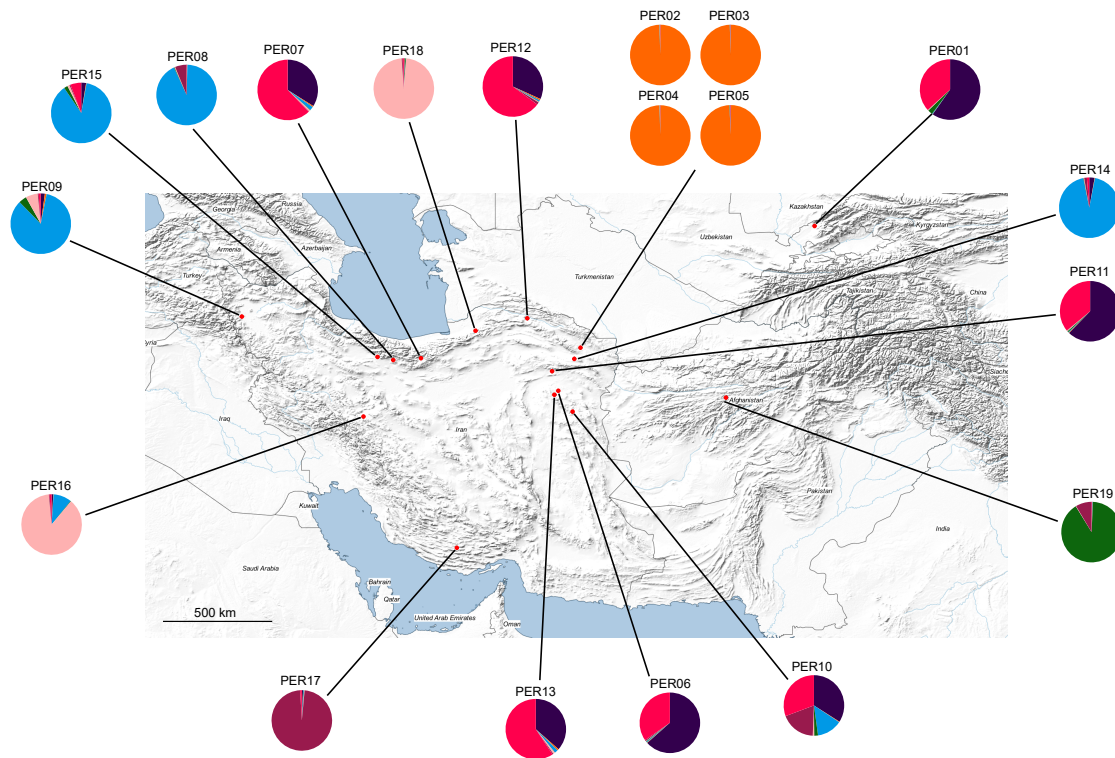 PER02 PER03
PER12
PER07
PER18
PER01
PER08
PER15
PER04 PER05
PER14
PER09
Russia
Georgia
Kazakhstan
Kyrgyzstan
Uzbekistan
Armenia
Azerbaijan
PER11
Turkey
Turkmenistan
Tajikistan
China
Afghanistan
Iraq
Iran
PER16
Pakistan
PER19
Kuwait
India
Saudi Arabia
Bahrain
Qatar
500 km
United Arab Emirates
Oman
PER10
PER17
PER13
PER06